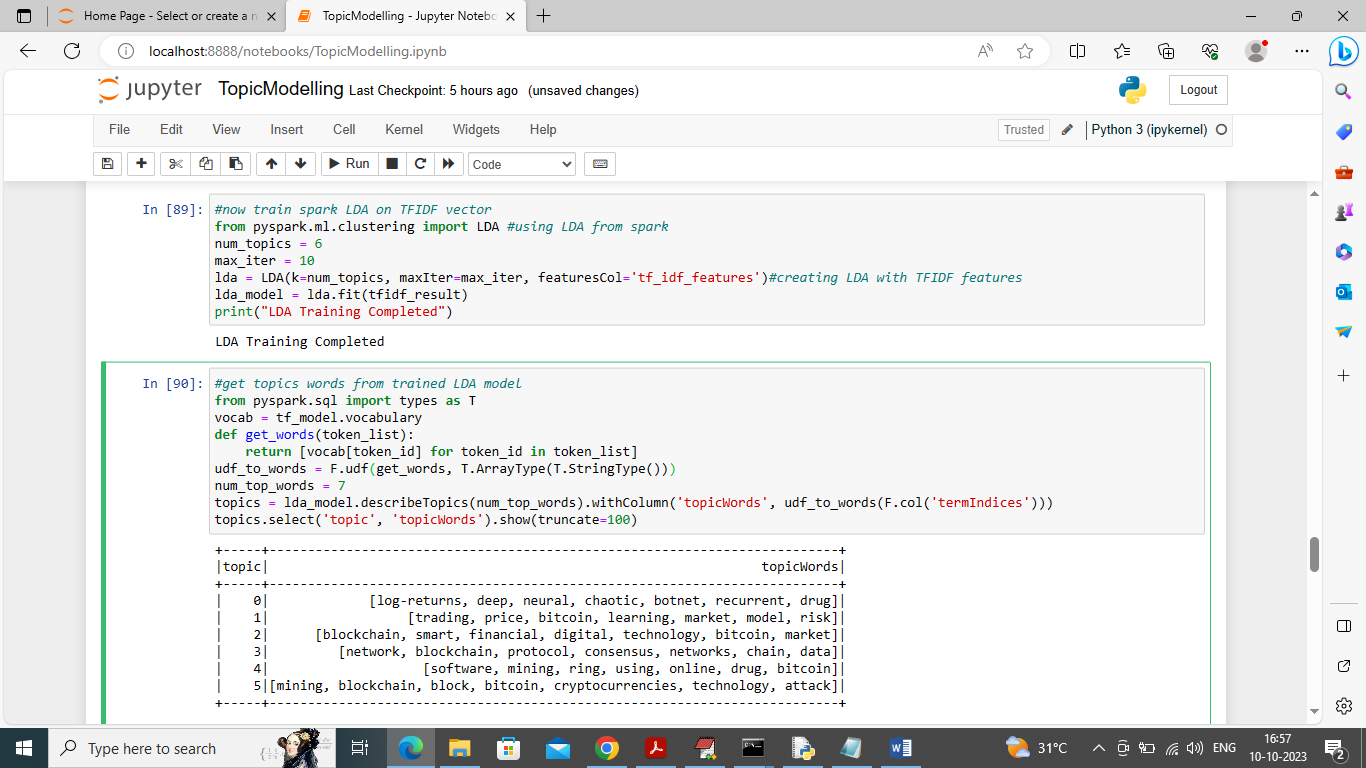 Home Page - Select or create a n
TopicModelling - Jupyter Notebo
localhost:8888/notebooks/TopicModelling.ipynb
jupyter TopicModelling Last Checkpoint: 5 hours ago (unsaved changes)
Logout
File Edit View Insert Cell Kernel Widgets Help
Trusted Python 3 (ipykernel)
Run Code
In [89]: #now train spark LDA on TFIDF vector
from pyspark.ml.clustering import LDA #using LDA from spark
num_topics = 6
max_iter = 10
lda = LDA(k=num_topics, maxIter=max_iter, featuresCol='tf_idf_features')#creating LDA with TFIDF features
lda_model = lda.fit(tfidf_result)
print("LDA Training Completed")
LDA Training Completed
In [90]: #get topics words from trained LDA model
from pyspark.sql import types as T
vocab = tf_model.vocabulary
def get_words(token_list):
    return [vocab[token_id] for token_id in token_list]
udf_to_words = F.udf(get_words, T.ArrayType(T.StringType()))
num_top_words = 7
topics = lda_model.describeTopics(num_top_words).withColumn('topicWords', udf_to_words(F.col('termIndices')))
topics.select('topic', 'topicWords').show(truncate=100)
+-----+--------------------------------------------------------------------------+
|topic|                                                                topicWords|
+-----+--------------------------------------------------------------------------+
|    0|             [log-returns, deep, neural, chaotic, botnet, recurrent, drug]|
|    1|                  [trading, price, bitcoin, learning, market, model, risk]|
|    2|      [blockchain, smart, financial, digital, technology, bitcoin, market]|
|    3|         [network, blockchain, protocol, consensus, networks, chain, data]|
|    4|                    [software, mining, ring, using, online, drug, bitcoin]|
|    5|[mining, blockchain, block, bitcoin, cryptocurrencies, technology, attack]|
+-----+--------------------------------------------------------------------------+
Type here to search
31°C
ENG
16:57
10-10-2023
2